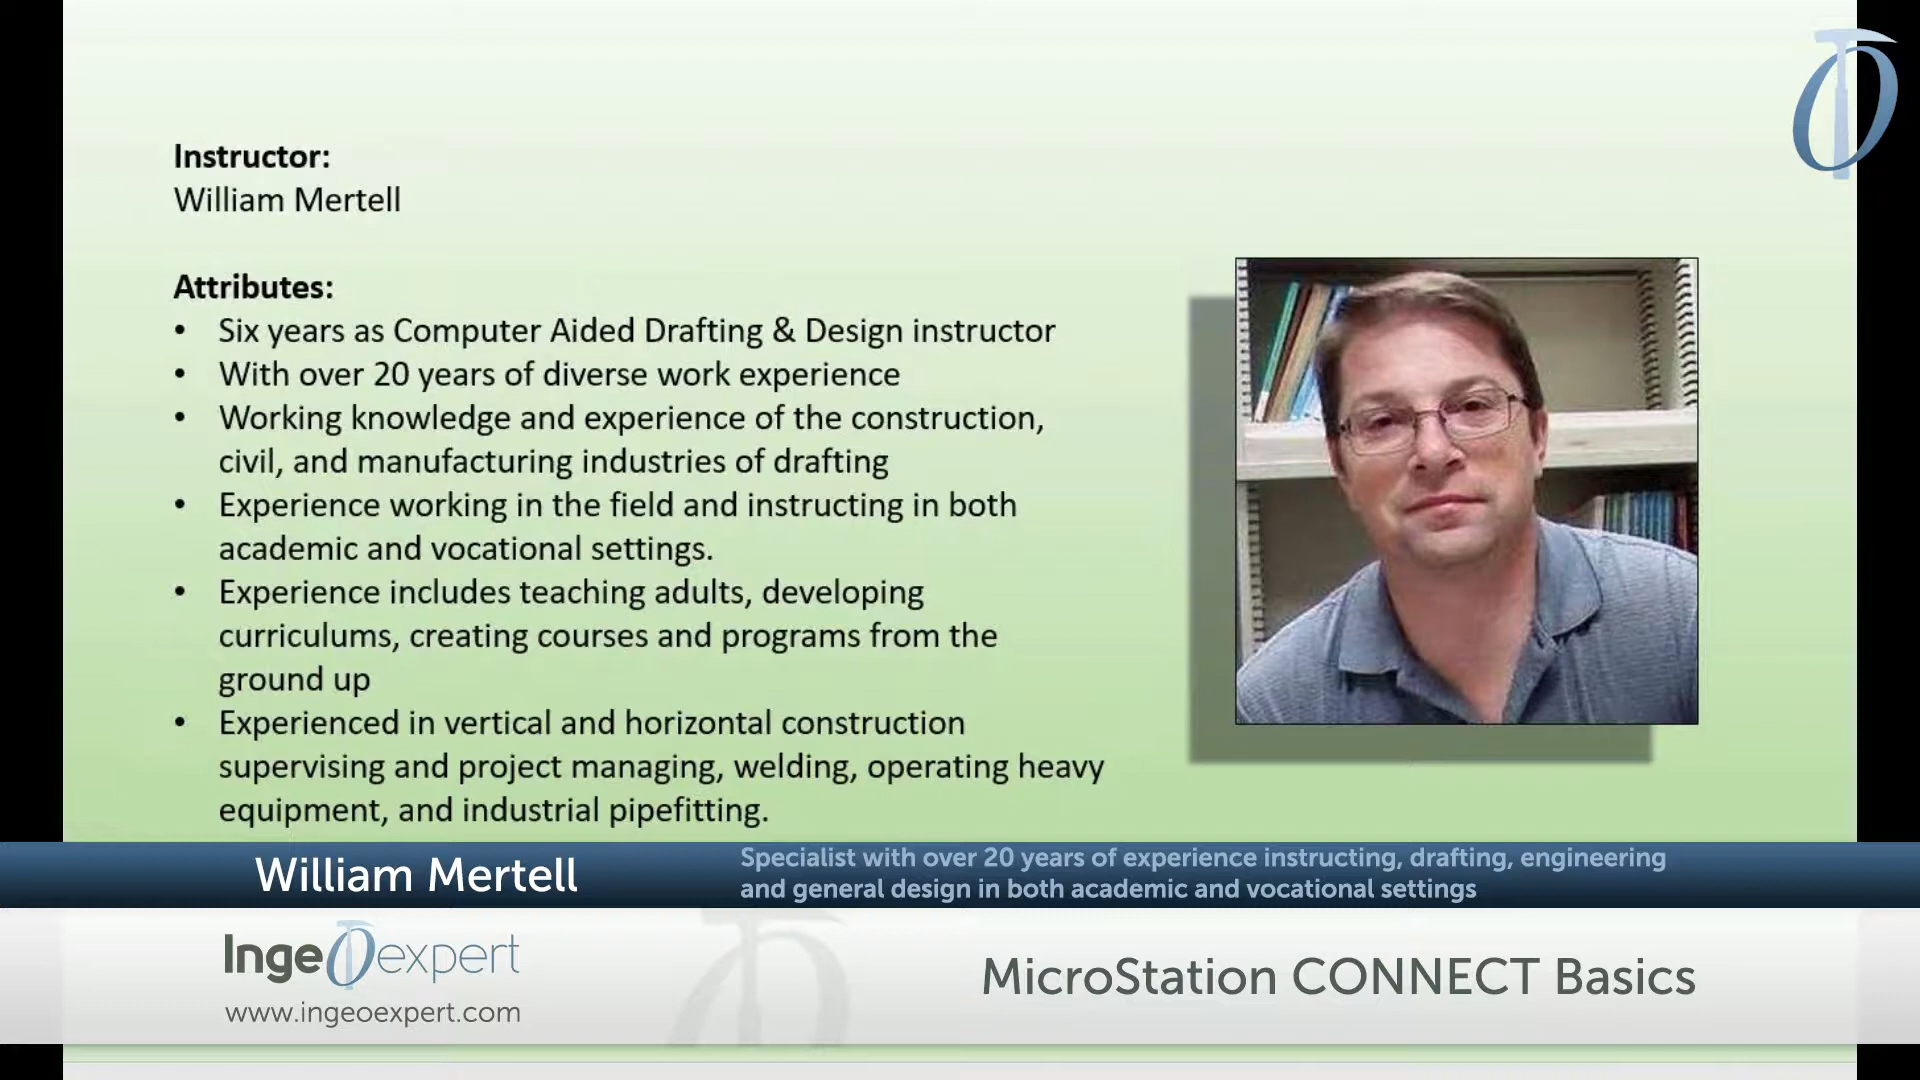 Instructor:
William Mertell
Attributes:
• Six years as Computer Aided Drafting & Design instructor
• With over 20 years of diverse work experience
• Working knowledge and experience of the construction,
civil, and manufacturing industries of drafting
• Experience working in the field and instructing in both
academic and vocational settings.
• Experience includes teaching adults, developing
curriculums, creating courses and programs from the
ground up
• Experienced in vertical and horizontal construction
supervising and project managing, welding, operating heavy
equipment, and industrial pipefitting.
William Mertell
Specialist with over 20 years of experience instructing, drafting, engineering
and general design in both academic and vocational settings
IngeOexpert
www.ingeoexpert.com
MicroStation CONNECT Basics